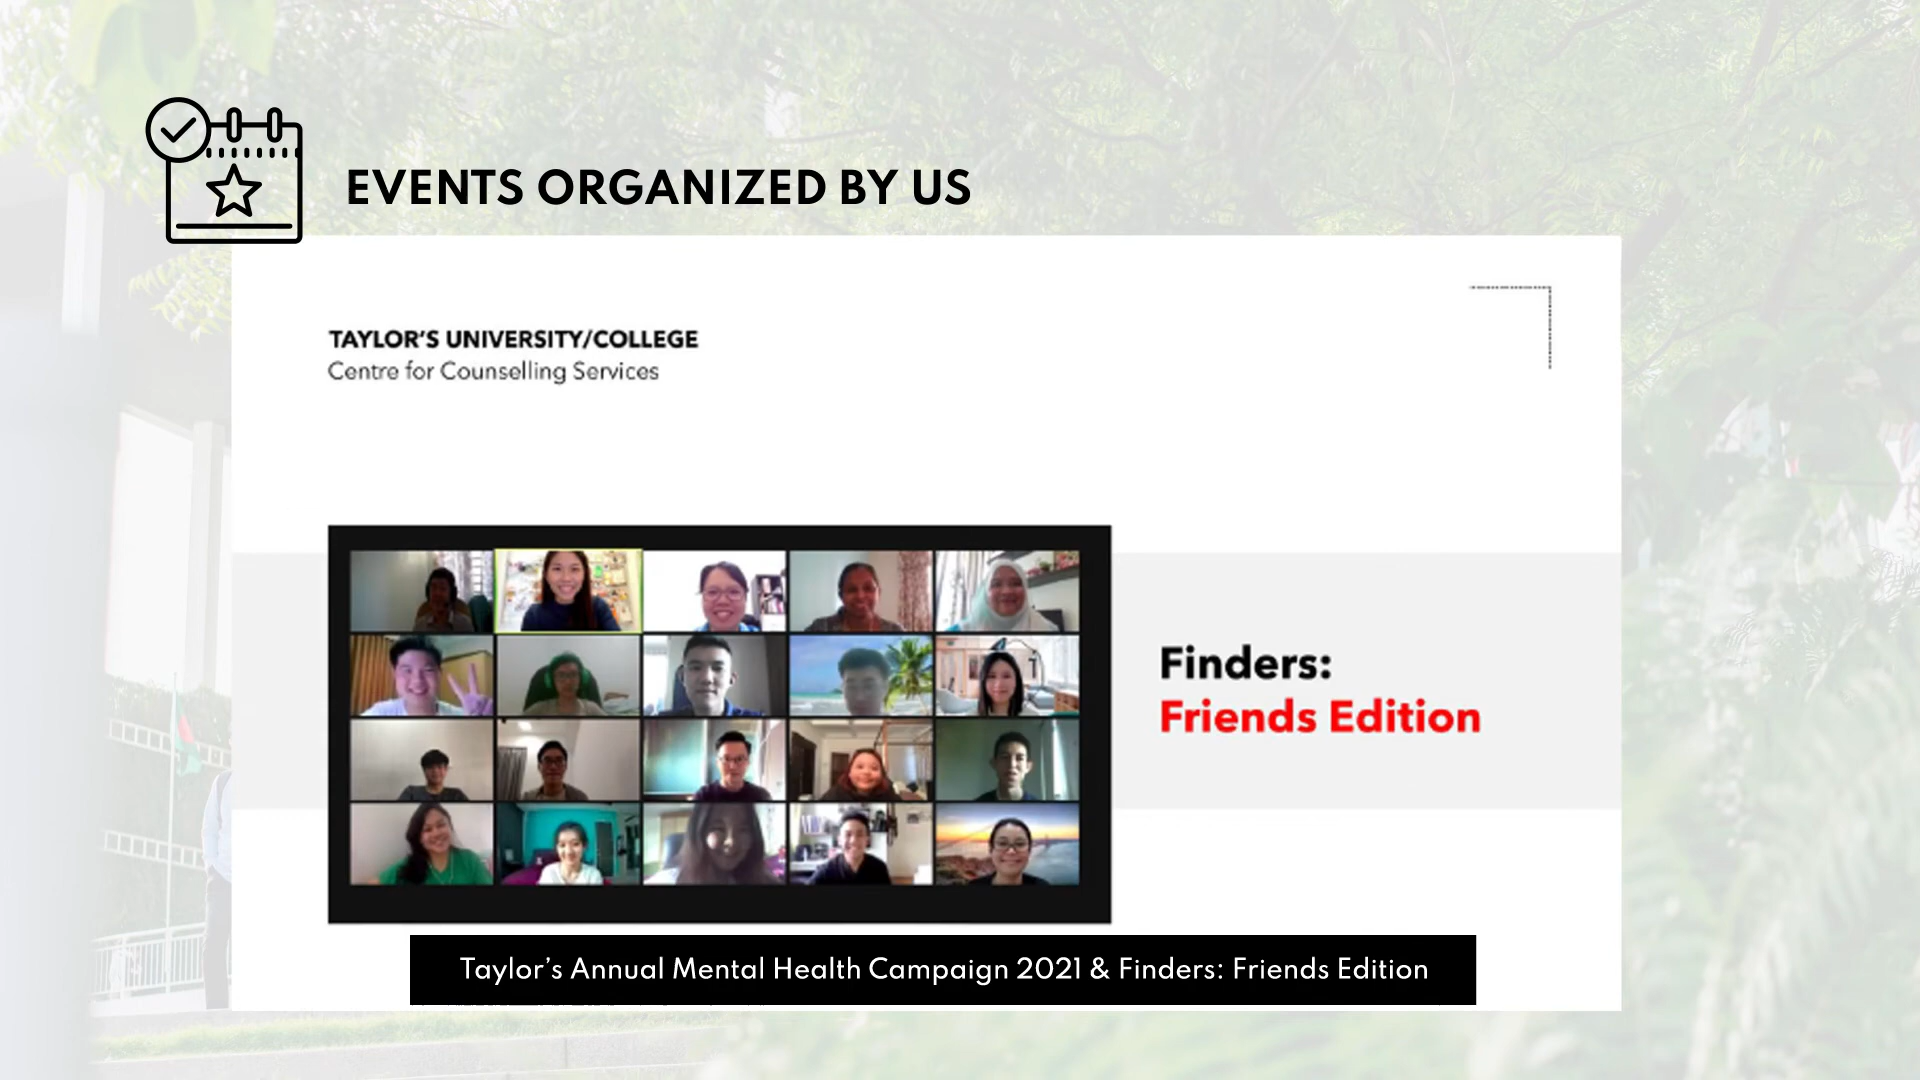 EVENTS ORGANIZED BY US
TAYLOR'S UNIVERSITY/COLLEGE
Centre for Counselling Services
Finders:
Friends Edition
Taylor's Annual Mental Health Campaign 2021 & Finders: Friends Edition